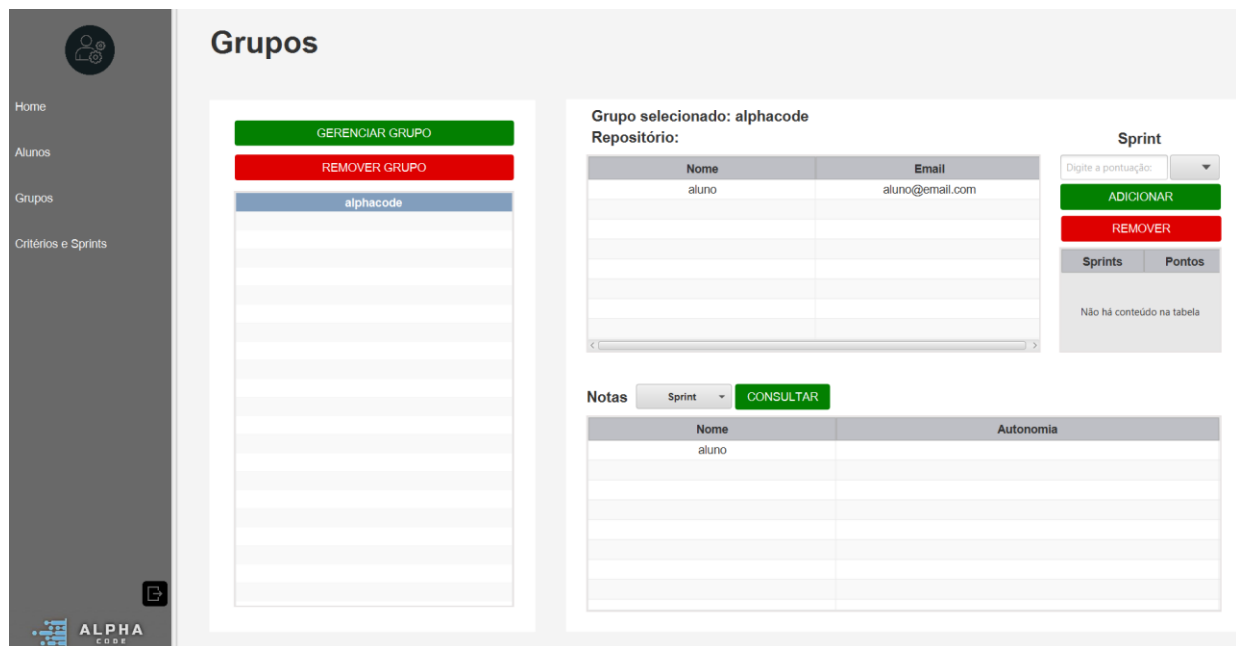 Grupos
Home
Alunos
Grupos
Critérios e Sprints
ALPHA
CODE
GERENCIAR GRUPO
REMOVER GRUPO
alphacode
Grupo selecionado: alphacode
Repositório:
Nome Email
aluno aluno@email.com
Sprint
Digite a pontuação:
ADICIONAR
REMOVER
Sprints Pontos
Não há conteúdo na tabela
Notas Sprint CONSULTAR
Nome Autonomia
aluno